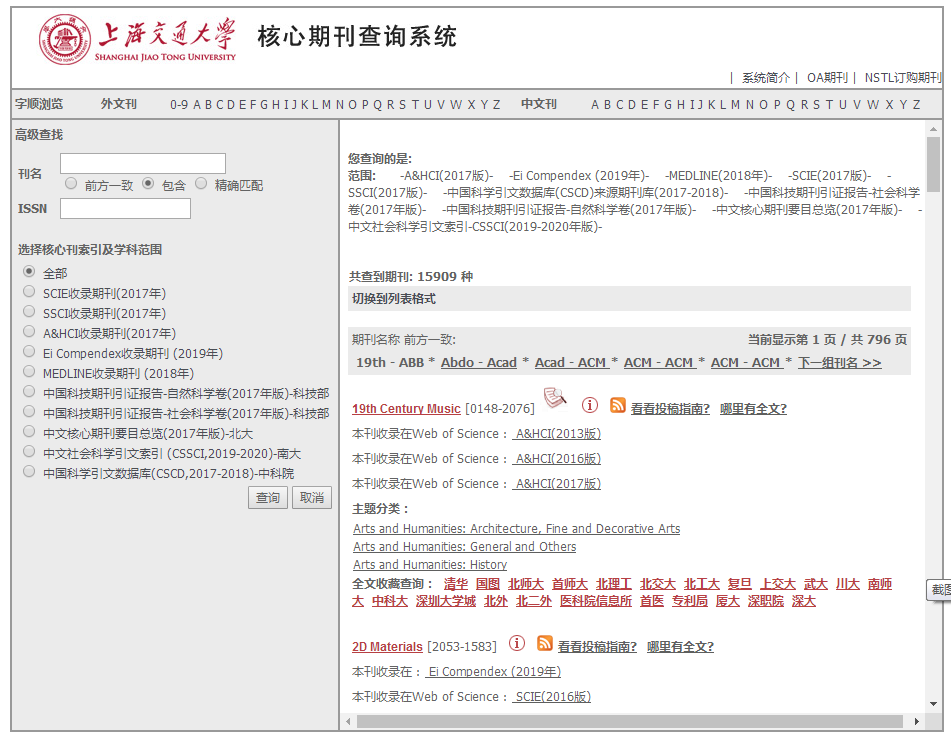 上海交通大学 核心期刊查询系统
SHANGHAI JIAO TONG UNIVERSITY
| 系统简介 | OA期刊 | NSTL订购期刊
字顺浏览 外文刊 0-9 A B C D E F G H I J K L M N O P Q R S T U V W X Y Z 中文刊 A B C D E F G H I J K L M N O P Q R S T U V W X Y Z
高级查找
刊名
前方一致 包含 精确匹配
ISSN
选择核心刊索引及学科范围
全部
SCIE收录期刊(2017年)
SSCI收录期刊(2017年)
A&HCI收录期刊(2017年)
Ei Compendex收录期刊 (2019年)
MEDLINE收录期刊 (2018年)
中国科技期刊引证报告-自然科学卷(2017年版)-科技部
中国科技期刊引证报告-社会科学卷(2017年版)-科技部
中文核心期刊要目总览(2017年版)-北大
中文社会科学引文索引 (CSSCI,2019-2020)-南大
中国科学引文数据库(CSCD,2017-2018)-中科院
查询 取消
您查询的是:
范围: -A&HCI(2017版)- -Ei Compendex (2019年)- -MEDLINE(2018年)- -SCIE(2017版)- -
SSCI(2017版)- -中国科学引文数据库(CSCD)来源期刊库(2017-2018)- -中国科技期刊引证报告-社会科学
卷(2017年版)- -中国科技期刊引证报告-自然科学卷(2017年版)- -中文核心期刊要目总览(2017年版)- -
中文社会科学引文索引-CSSCI(2019-2020年版)-
共查到期刊: 15909 种
切换到列表格式
期刊名称 前方一致: 当前显示第 1 页 / 共 796 页
19th - ABB * Abdo - Acad * Acad - ACM * ACM - ACM * ACM - ACM * 下一组刊名 >>
19th Century Music [0148-2076] 看看投稿指南? 哪里有全文?
本刊收录在Web of Science： A&HCI(2013版)
本刊收录在Web of Science： A&HCI(2016版)
本刊收录在Web of Science： A&HCI(2017版)
主题分类：
Arts and Humanities: Architecture, Fine and Decorative Arts
Arts and Humanities: General and Others
Arts and Humanities: History
全文收藏查询： 清华 国图 北师大 首师大 北理工 北交大 北工大 复旦 上交大 武大 川大 南师
大 中科大 深圳大学城 北外 北二外 医科院信息所 首医 专利局 厦大 深职院 深大
截图
2D Materials [2053-1583] 看看投稿指南? 哪里有全文?
本刊收录在： Ei Compendex (2019年)
本刊收录在Web of Science： SCIE(2016版)